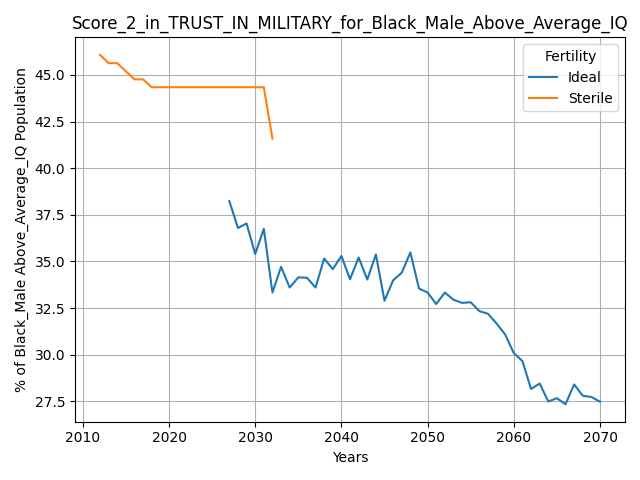 Score_2_in_TRUST_IN_MILITARY_for_Black_Male_Above_Average_IQ
% of Black_Male Above_Average_IQ Population
45.0
42.5
40.0
37.5
35.0
32.5
30.0
27.5
Fertility
Ideal
Sterile
2010
2020
2030
2040
2050
2060
2070
Years